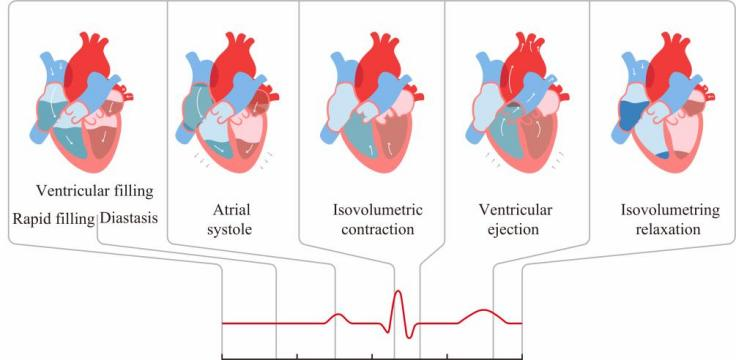 Ventricular filling
Rapid filling
Diastasis
Atrial
systole
Isovolumetric
contraction
Ventricular
ejection
Isovolumetring
relaxation